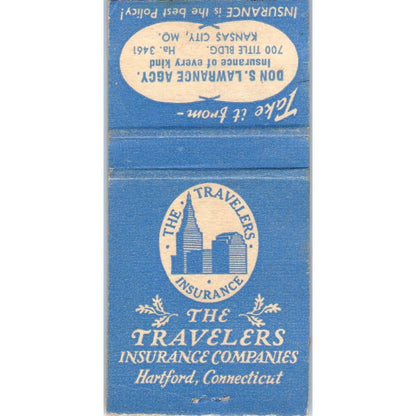 Take it from-
DON S. LAWRANCE AGCY.
Insurance of every kind
700 TITLE BLDG. Ha. 3461
KANSAS CITY, MO.
INSURANCE is the best Policy!
THE TRAVELERS
INSURANCE
THE
TRAVELERS
INSURANCE COMPANIES
Hartford, Connecticut